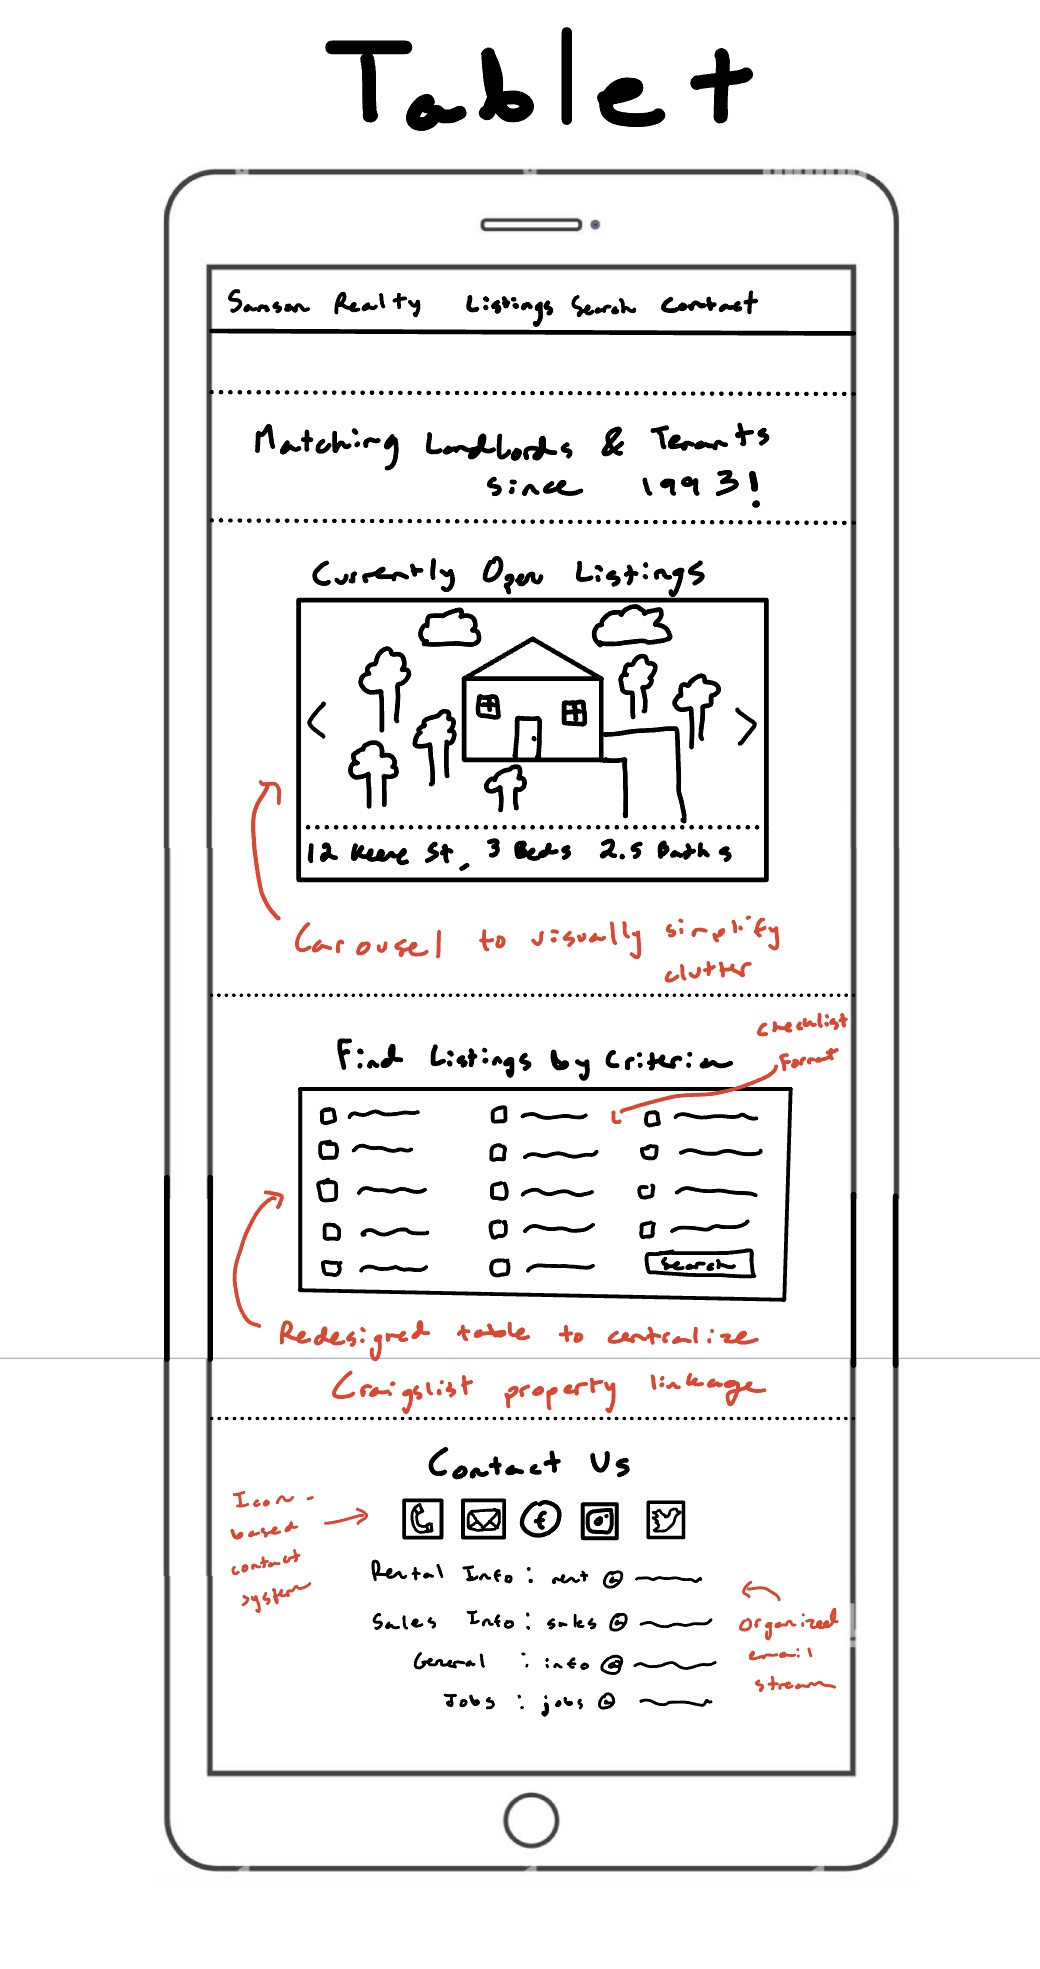 Tablet
Samson Realty Listings Search Contact
Matching Landlords & Tenants
since 1993!
Currently Open Listings
12 Keene St, 3 Beds 2.5 Baths
Carousel to visually simplify
clutter
Checklist
Format
Find Listings by Criteria
Search
Redesigned table to centralize
Craigslist property linkage
Contact Us
Icon-
based
contact
system
Rental Info: rent @
Sales Info: sales @
General : info @
Jobs : jobs @
Organized
email
stream